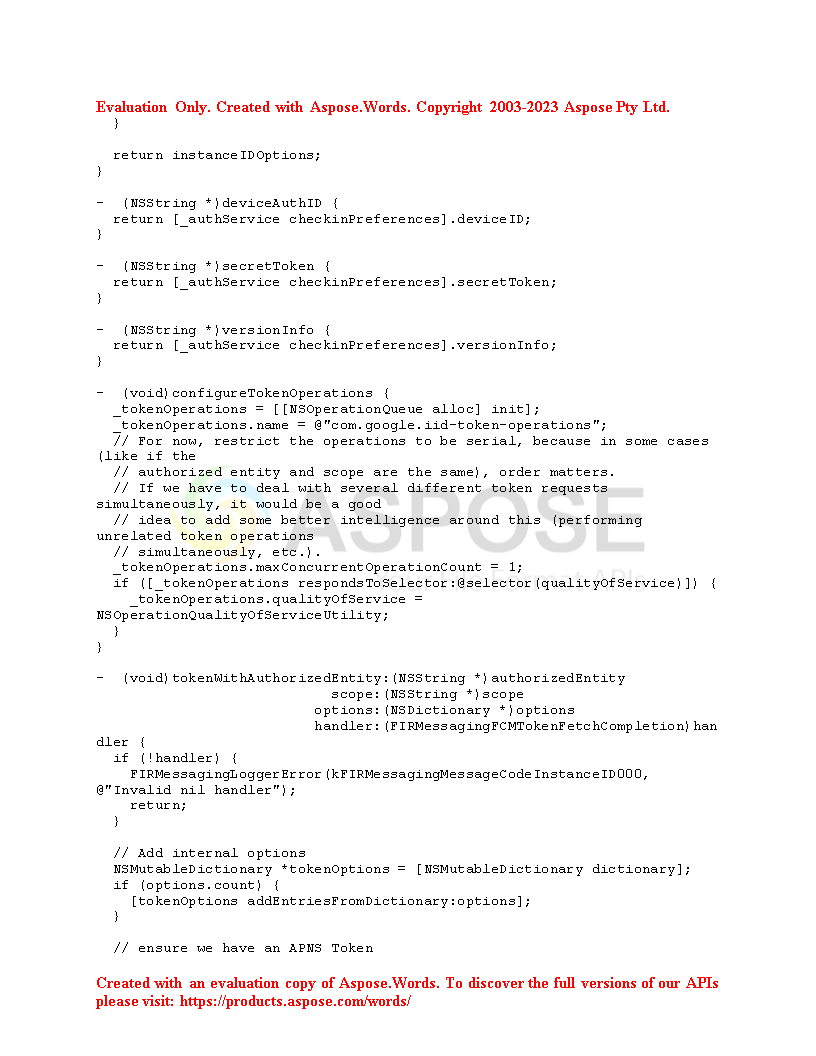 Evaluation Only. Created with Aspose.Words. Copyright 2003-2023 Aspose Pty Ltd.
  }

  return instanceIDOptions;
}

-  (NSString *)deviceAuthID {
  return [_authService checkinPreferences].deviceID;
}

-  (NSString *)secretToken {
  return [_authService checkinPreferences].secretToken;
}

-  (NSString *)versionInfo {
  return [_authService checkinPreferences].versionInfo;
}

-  (void)configureTokenOperations {
  _tokenOperations = [[NSOperationQueue alloc] init];
  _tokenOperations.name = @"com.google.iid-token-operations";
  // For now, restrict the operations to be serial, because in some cases
(like if the
  // authorized entity and scope are the same), order matters.
  // If we have to deal with several different token requests
simultaneously, it would be a good
  // idea to add some better intelligence around this (performing
unrelated token operations
  // simultaneously, etc.).
  _tokenOperations.maxConcurrentOperationCount = 1;
  if ([_tokenOperations respondsToSelector:@selector(qualityOfService)]) {
    _tokenOperations.qualityOfService =
NSOperationQualityOfServiceUtility;
  }
}

-  (void)tokenWithAuthorizedEntity:(NSString *)authorizedEntity
                            scope:(NSString *)scope
                          options:(NSDictionary *)options
                          handler:(FIRMessagingFCMTokenFetchCompletion)han
dler {
  if (!handler) {
    FIRMessagingLoggerError(kFIRMessagingMessageCodeInstanceID000,
@"Invalid nil handler");
    return;
  }

  // Add internal options
  NSMutableDictionary *tokenOptions = [NSMutableDictionary dictionary];
  if (options.count) {
    [tokenOptions addEntriesFromDictionary:options];
  }

  // ensure we have an APNS Token
ASPOSE
Created with an evaluation copy of Aspose.Words. To discover the full versions of our APIs
please visit: https://products.aspose.com/words/